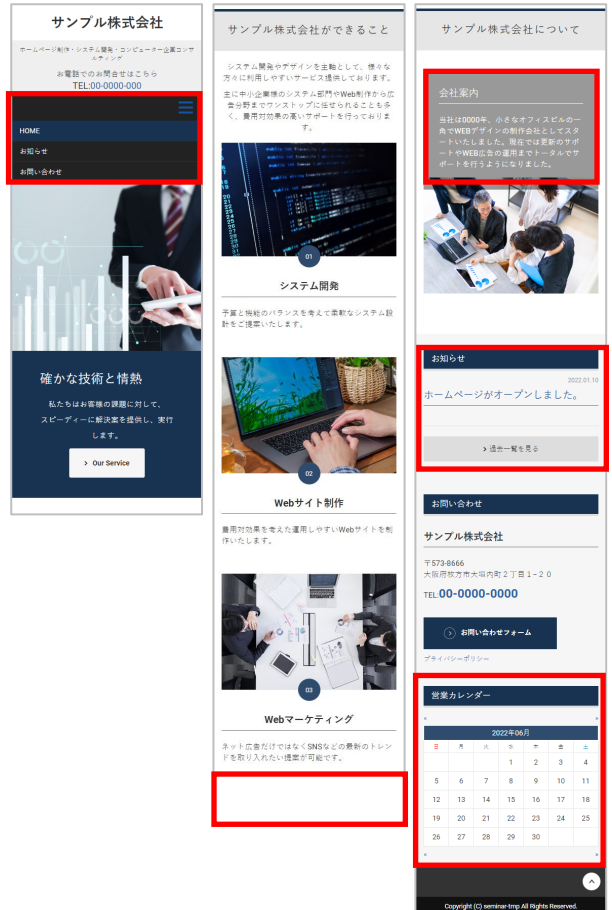 サンプル株式会社
ホームページ制作・システム開発・コンピューター企画コンサ
ルティング
お電話でのお問合せはこちら
TEL:00-0000-000
HOME
お知らせ
お問い合わせ
確かな技術と情熱
私たちはお客様の課題に対して、
スピーディーに解決案を提供し、実行
します。
> Our Service
サンプル株式会社ができること
システム開発やデザインを主軸として、様々な
方々に利用しやすいサービス提供しております。
主に中小企業様のシステム部門やWeb制作から広
告分野までワンストップに任せられることも多
く、費用対効果の高いサポートを行っておりま
す。
01
システム開発
予算と機能のバランスを考えて柔軟なシステム設
計をご提案いたします。
02
Webサイト制作
費用対効果を考えた運用しやすいWebサイトを制
作いたします。
03
Webマーケティング
ネット広告だけではなくSNSなどの最新のトレン
ドを取り入れたい提案が可能です。
サンプル株式会社について
会社案内
当社は0000年、小さなオフィスビルの一
角でWEBデザインの制作会社としてスタ
ートいたしました。現在では更新のサポ
ートやWEB広告の運用までトータルでサ
ポートを行うようになりました。
お知らせ
2022.01.10
ホームページがオープンしました。
> 過去一覧を見る
お問い合わせ
サンプル株式会社
〒573-8666
大阪府枚方市大垣内町2丁目1−20
TEL.00-0000-0000
お問い合わせフォーム
プライバシーポリシー
営業カレンダー
« »
2022年06月
日 月 火 水 木 金 土
1 2 3 4
5 6 7 8 9 10 11
12 13 14 15 16 17 18
19 20 21 22 23 24 25
26 27 28 29 30
« »
Copyright (C) seminar-tmp All Rights Reserved.